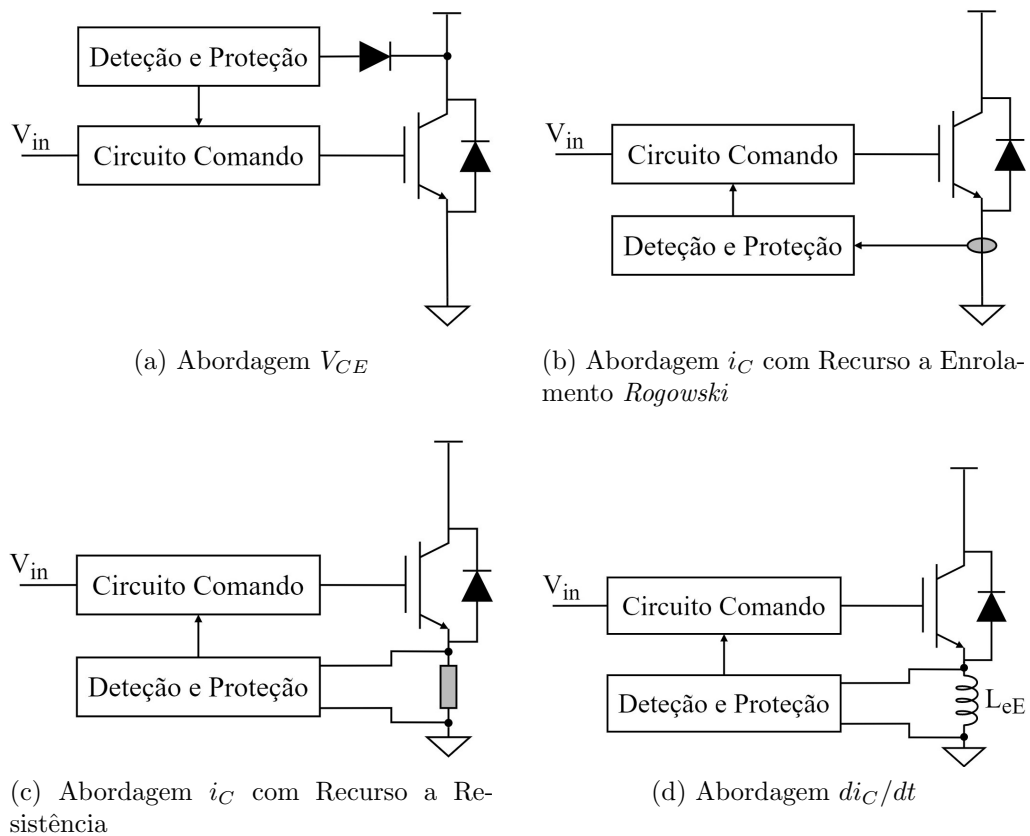 Deteção e Proteção
V_in
Circuito Comando
(a) Abordagem V_CE
V_in
Circuito Comando
Deteção e Proteção
(b) Abordagem i_C com Recurso a Enrola-
mento Rogowski
V_in
Circuito Comando
Deteção e Proteção
(c) Abordagem i_C com Recurso a Re-
sistência
V_in
Circuito Comando
Deteção e Proteção
L_eE
(d) Abordagem di_C/dt